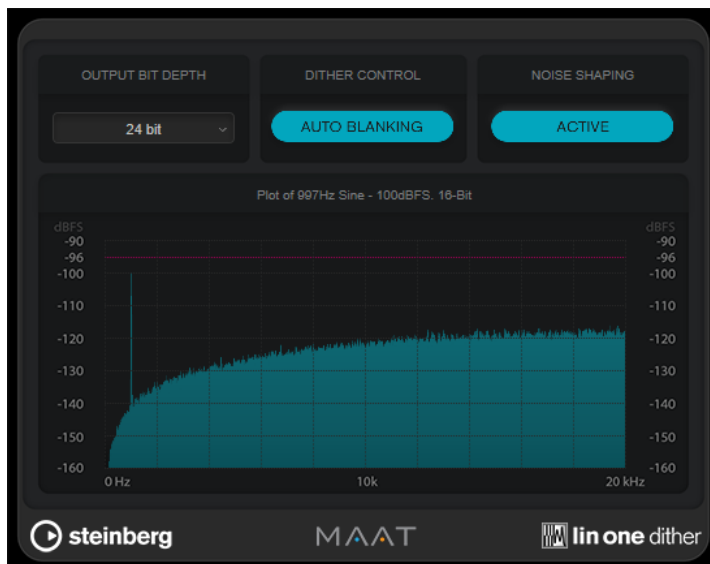 OUTPUT BIT DEPTH
DITHER CONTROL
NOISE SHAPING
24 bit
AUTO BLANKING
ACTIVE
Plot of 997Hz Sine - 100dBFS. 16-Bit
dBFS dBFS
-90 -90
-96 -96
-100 -100
-110 -110
-120 -120
-130 -130
-140 -140
-150 -150
-160 -160
0 Hz 10k 20 kHz
steinberg
MAAT
lin one dither